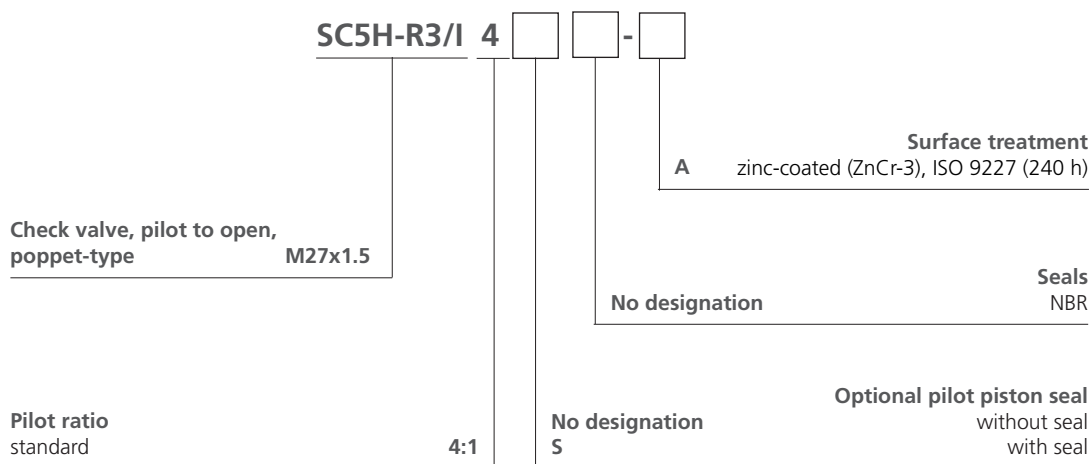 SC5H-R3/I 4 -
Surface treatment
A zinc-coated (ZnCr-3), ISO 9227 (240 h)
Check valve, pilot to open,
poppet-type M27x1.5
Seals
No designation NBR
Optional pilot piston seal
Pilot ratio No designation without seal
standard 4:1 S with seal